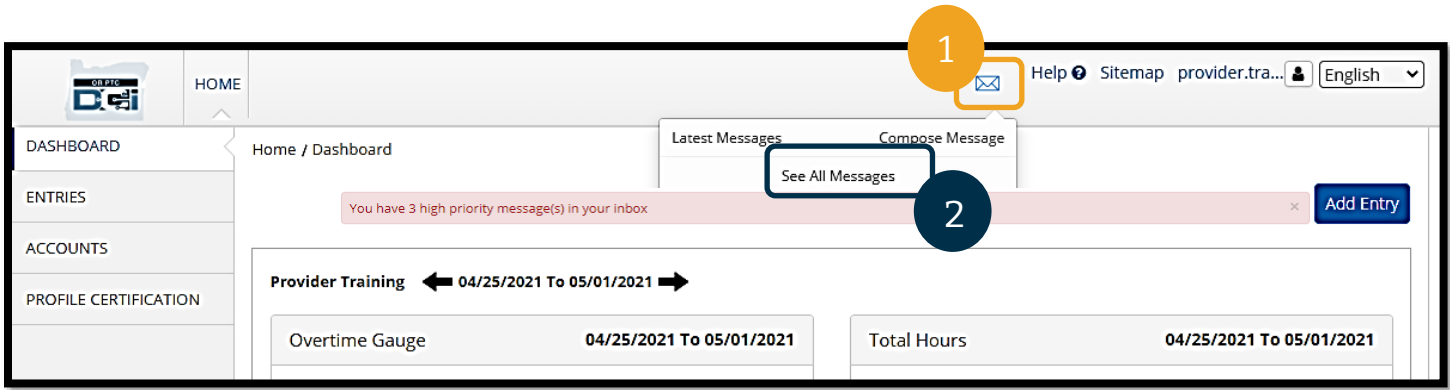 1
OR PTC
DCi
HOME
Help ? Sitemap provider.tra... English
Latest Messages Compose Message
See All Messages
2
DASHBOARD
ENTRIES
ACCOUNTS
PROFILE CERTIFICATION
Home / Dashboard
You have 3 high priority message(s) in your inbox ×
Add Entry
Provider Training 04/25/2021 To 05/01/2021
Overtime Gauge 04/25/2021 To 05/01/2021
Total Hours 04/25/2021 To 05/01/2021